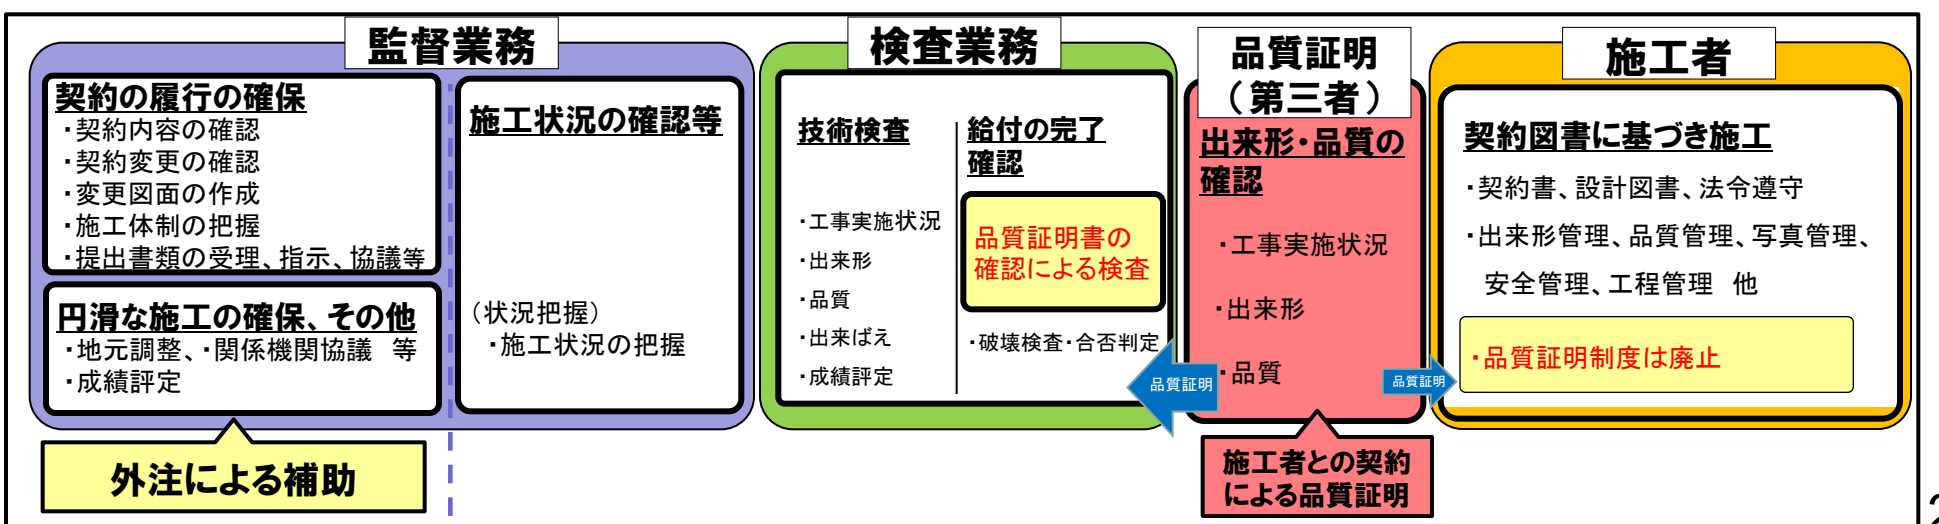 監督業務
契約の履行の確保
・契約内容の確認
・契約変更の確認
・変更図面の作成
・施工体制の把握
・提出書類の受理、指示、協議等
円滑な施工の確保、その他
・地元調整、・関係機関協議　等
・成績評定
外注による補助
施工状況の確認等
（状況把握）
・施工状況の把握
検査業務
技術検査
・工事実施状況
・出来形
・品質
・出来ばえ
・成績評定
給付の完了
確認
品質証明書の
確認による検査
・破壊検査・合否判定
品質証明
品質証明
（第三者）
出来形・品質の
確認
・工事実施状況
・出来形
・品質
品質証明
施工者との契約
による品質証明
施工者
契約図書に基づき施工
・契約書、設計図書、法令遵守
・出来形管理、品質管理、写真管理、
安全管理、工程管理　他
・品質証明制度は廃止